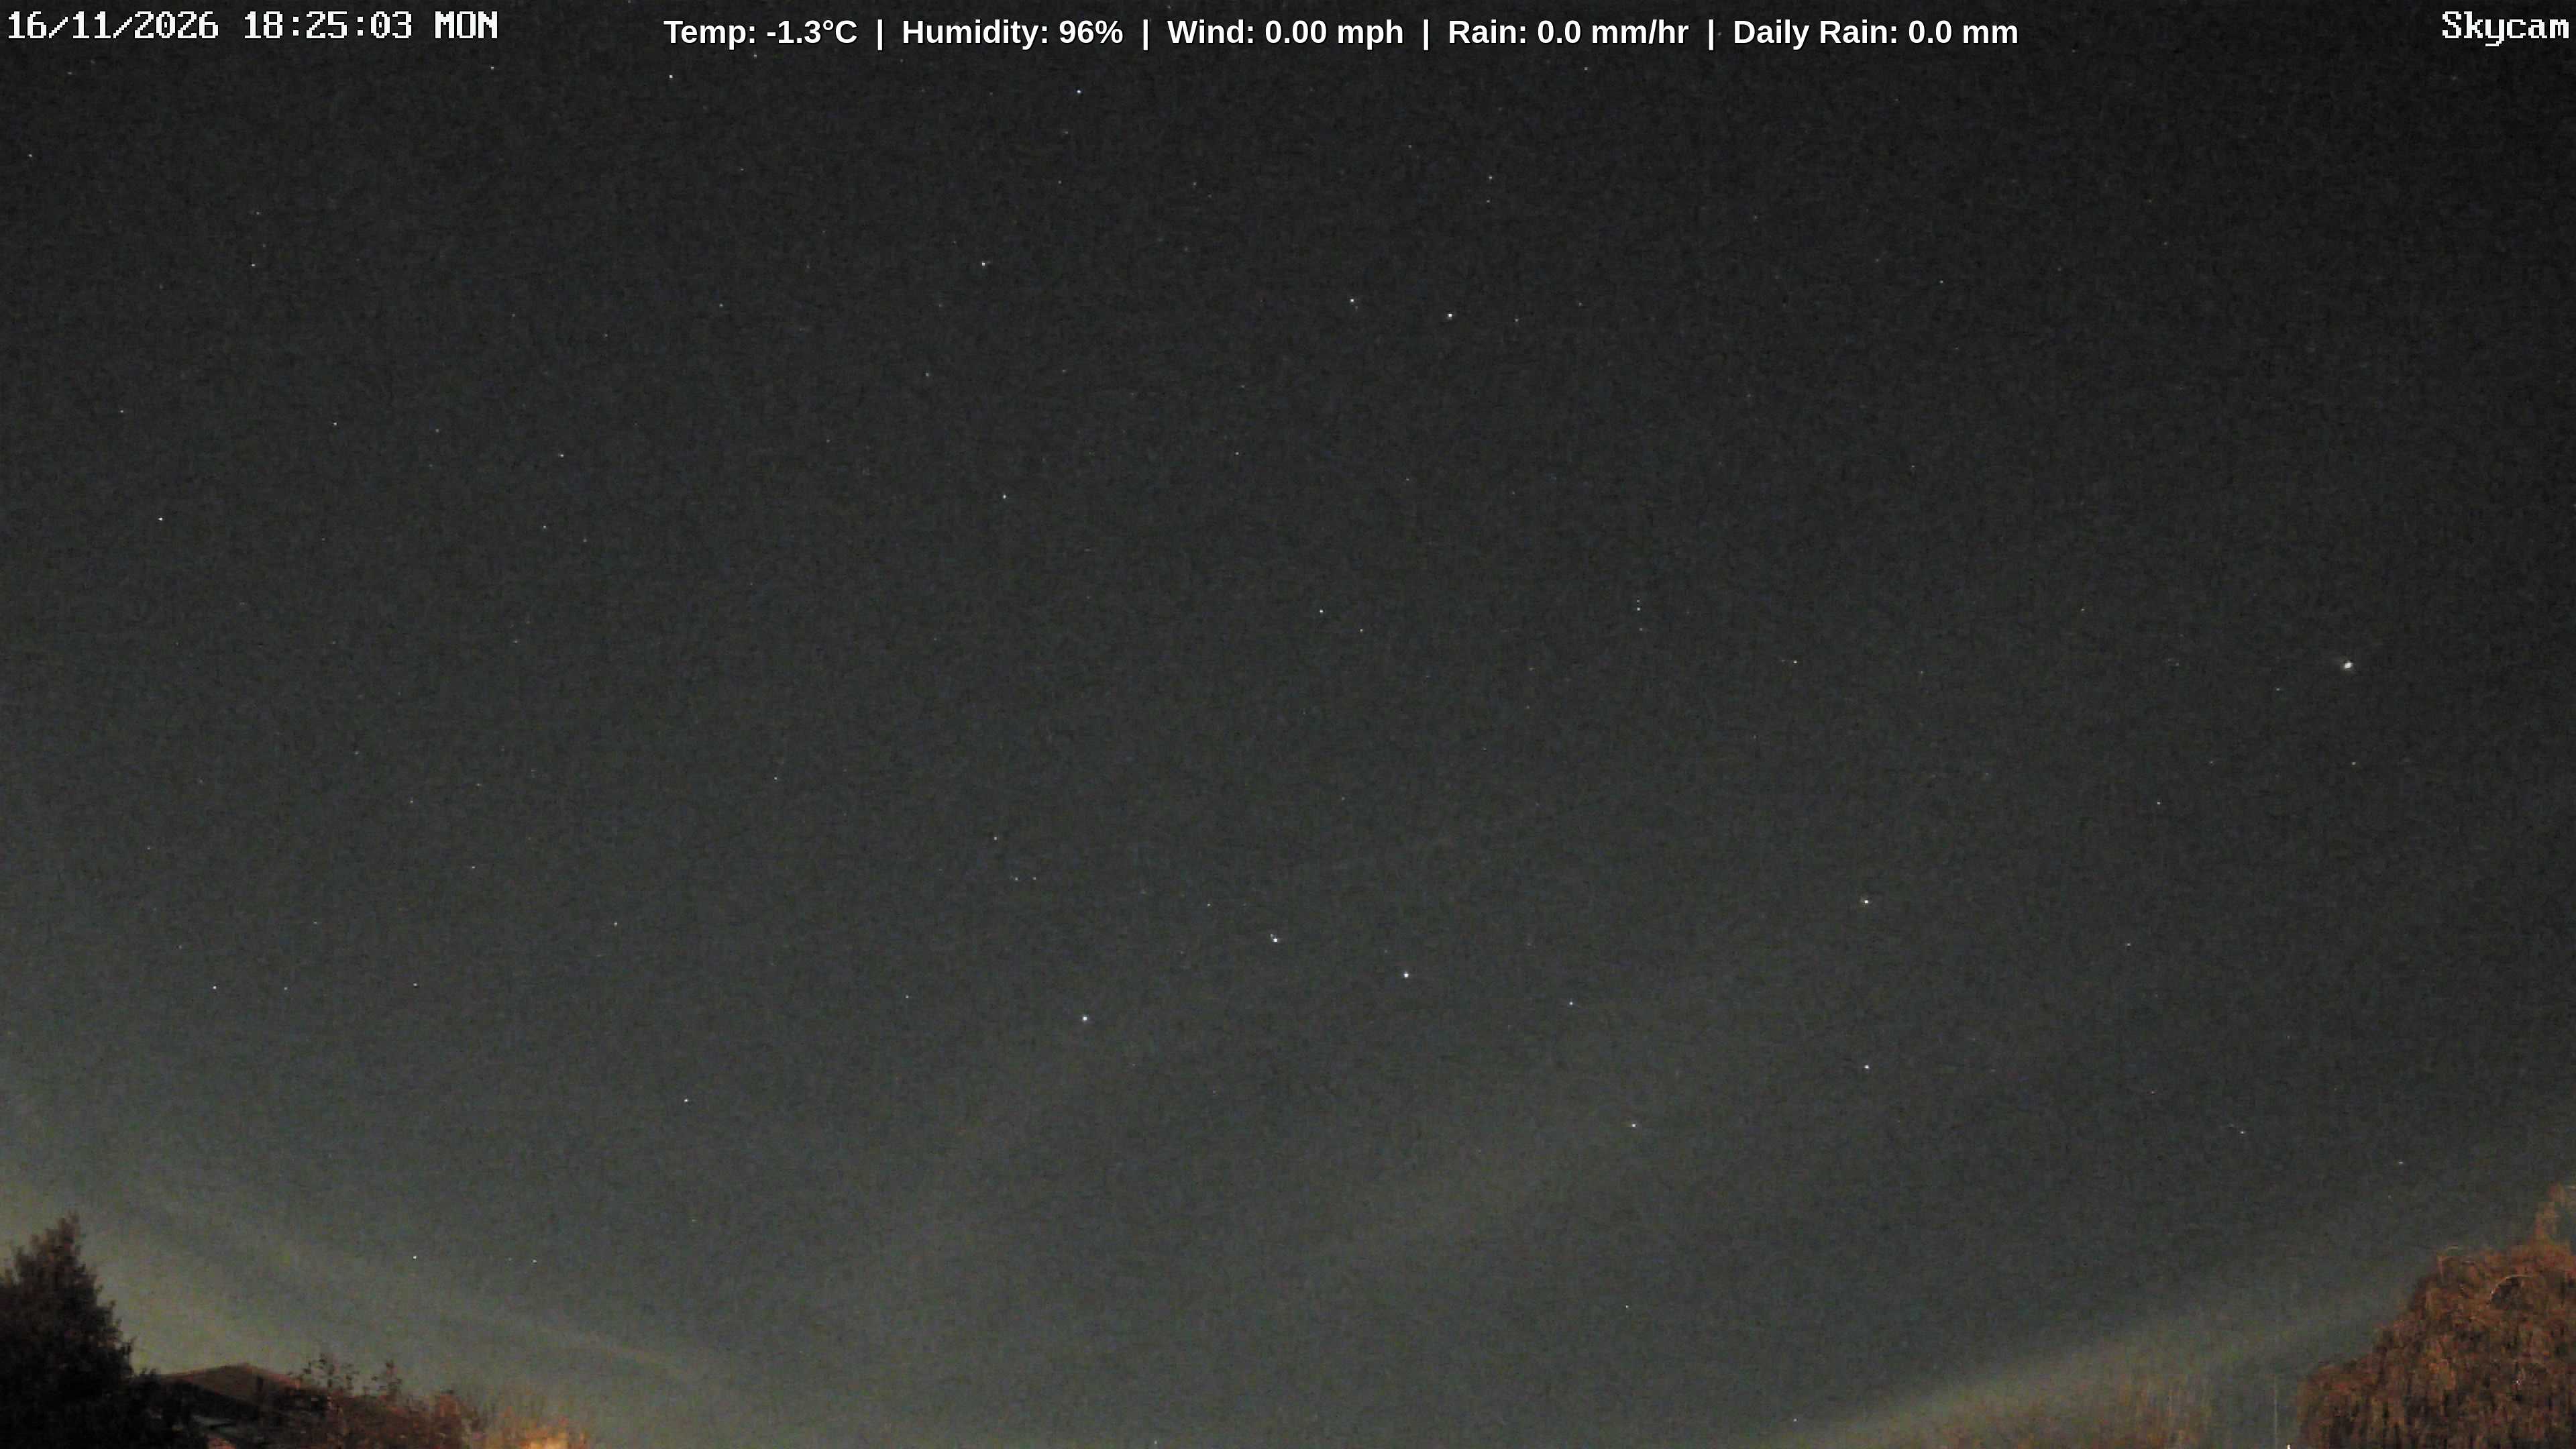 16/11/2026 18:25:03 MON
Temp: -1.3°C | Humidity: 96% | Wind: 0.00 mph | Rain: 0.0 mm/hr | Daily Rain: 0.0 mm
Skycam